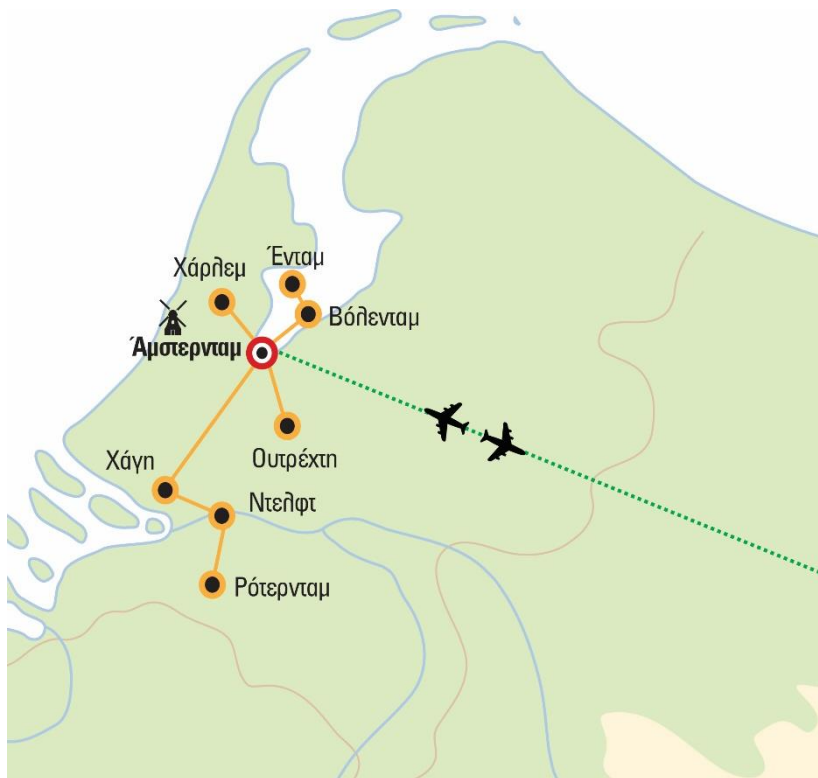 Ένταμ
Χάρλεμ
Βόλενταμ
Άμστερνταμ
Ουτρέχτη
Χάγη
Ντελφτ
Ρότερνταμ